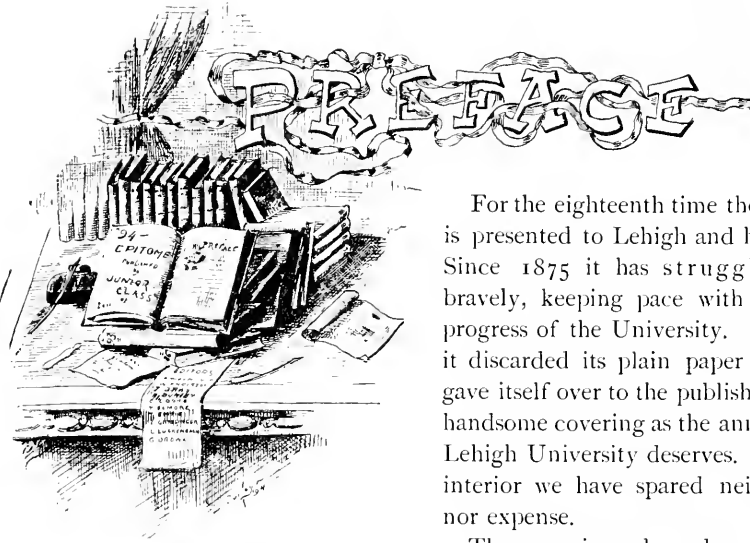 PREFACE
'94-
EPITOME
PUBLISHED
by
JUNIOR
CLASS
PREFACE
EDITORS
For the eighteenth time the
is presented to Lehigh and h
Since 1875 it has strugg
bravely, keeping pace with
progress of the University.
it discarded its plain paper
gave itself over to the publish
handsome covering as the ann
Lehigh University deserves.
interior we have spared nei
nor expense.